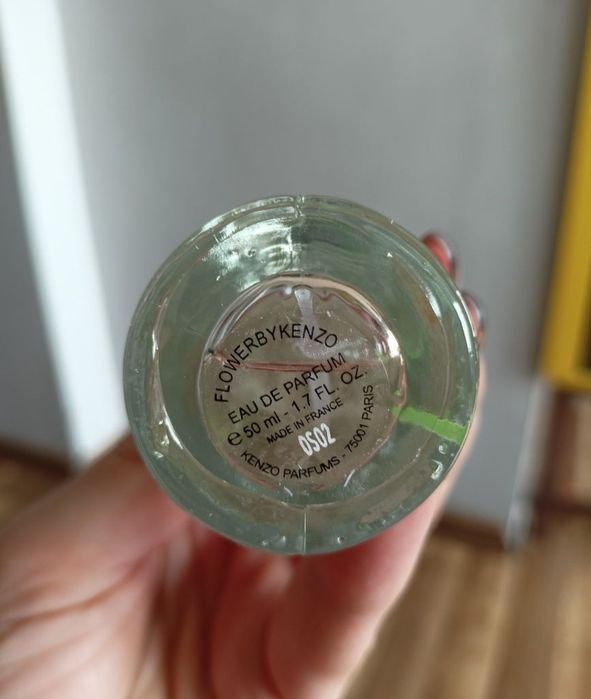 FLOWERBYKENZO
EAU DE PARFUM
℮ 50 ml - 1.7 FL. OZ.
MADE IN FRANCE
0S02
KENZO PARFUMS - 75001 PARIS